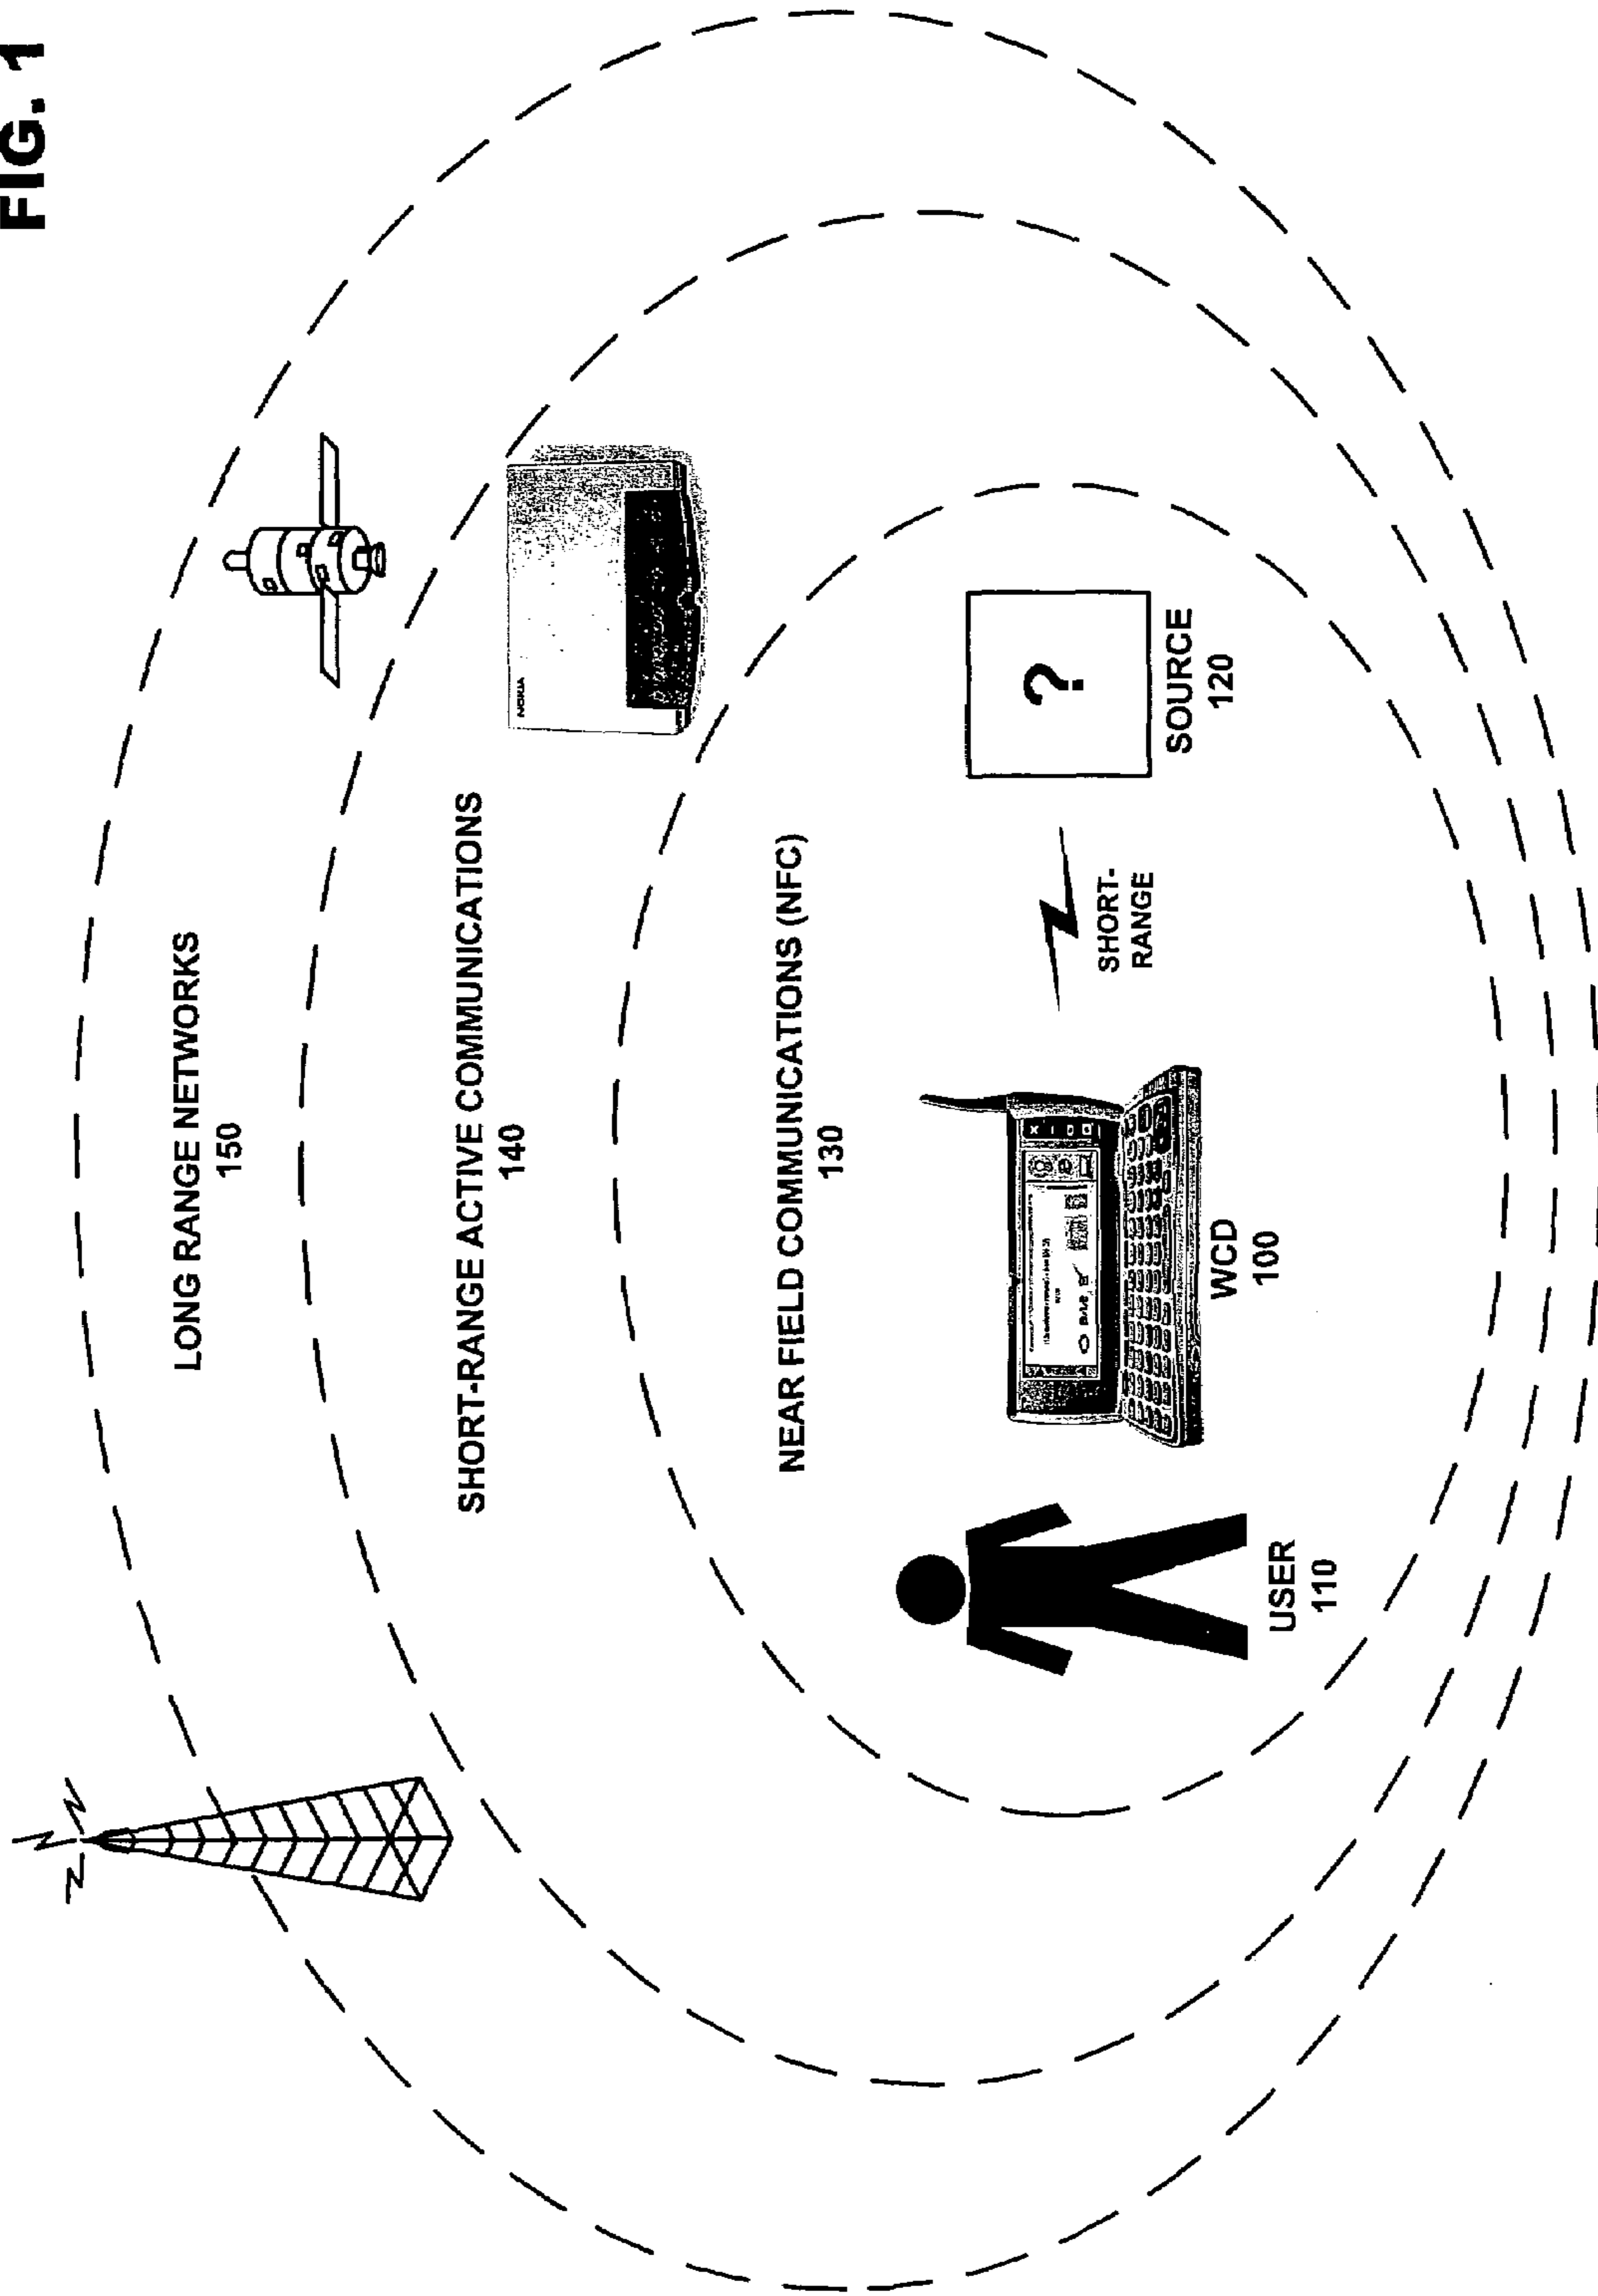 FIG. 1
LONG RANGE NETWORKS
150
SHORT-RANGE ACTIVE COMMUNICATIONS
140
NOKIA
NEAR FIELD COMMUNICATIONS (NFC)
130
?
SHORT-
RANGE
SOURCE
120
WCD
100
USER
110